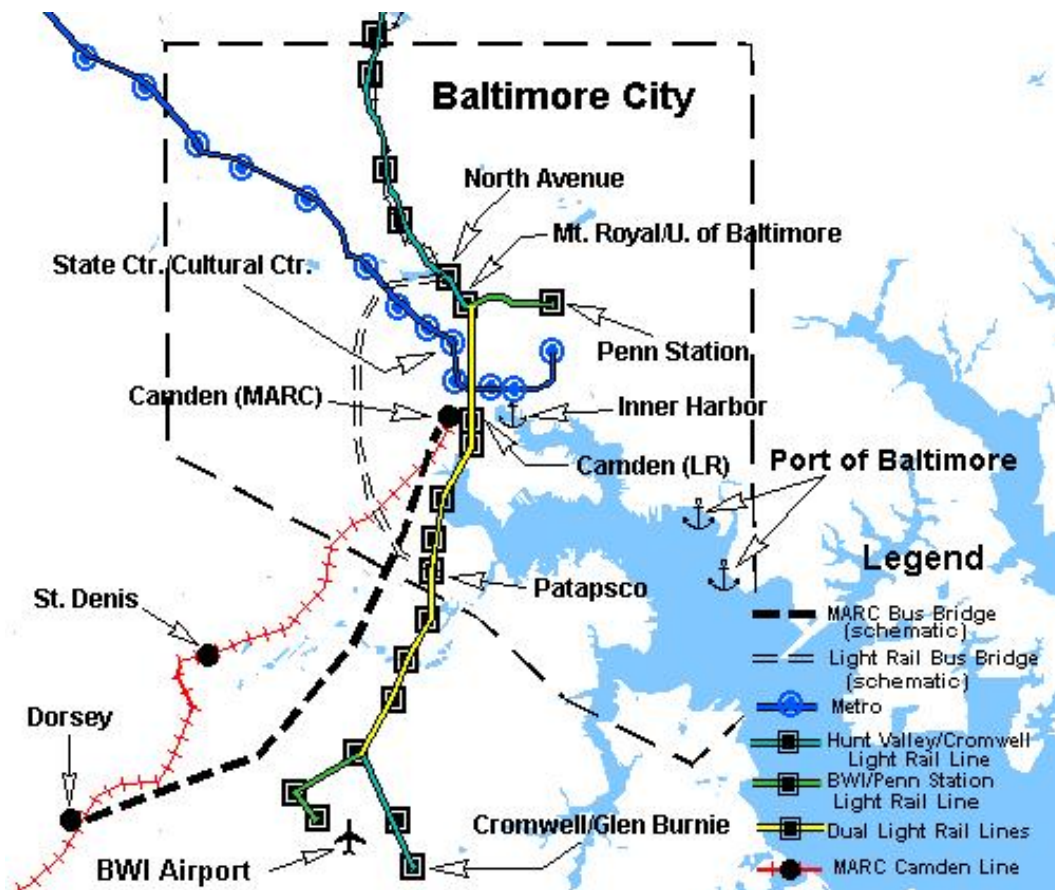 Baltimore City
North Avenue
Mt. Royal/U. of Baltimore
State Ctr./Cultural Ctr.
Penn Station
Camden (MARC)
Inner Harbor
Camden (LR)
Port of Baltimore
Patapsco
St. Denis
Dorsey
BWI Airport
Cromwell/Glen Burnie
Legend
MARC Bus Bridge
(schematic)
Light Rail Bus Bridge
(schematic)
Metro
Hunt Valley/Cromwell
Light Rail Line
BWI/Penn Station
Light Rail Line
Dual Light Rail Lines
MARC Camden Line